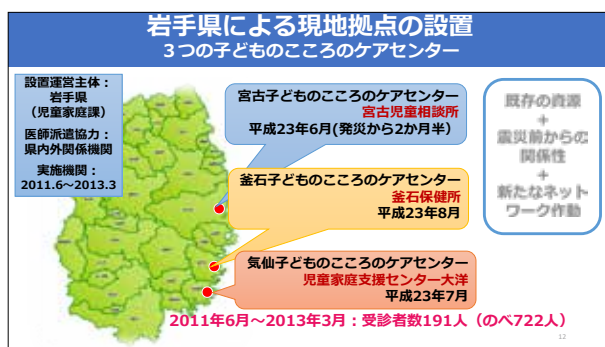 岩手県による現地拠点の設置
3つの子どものこころのケアセンター
設置運営主体：
岩手県
（児童家庭課）
医師派遣協力：
県内外関係機関
実施機関：
2011.6～2013.3
宮古子どものこころのケアセンター
宮古児童相談所
平成23年6月(発災から2か月半）
釜石子どものこころのケアセンター
釜石保健所
平成23年8月
気仙子どものこころのケアセンター
児童家庭支援センター大洋
平成23年7月
既存の資源
+
震災前からの
関係性
+
新たなネット
ワーク作動
2011年6月～2013年3月：受診者数191人（のべ722人）
12